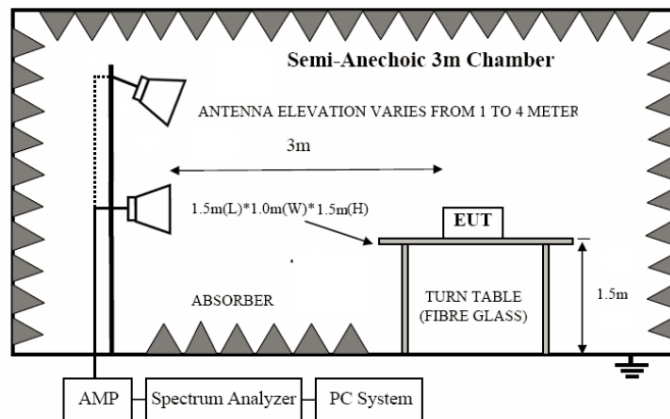 Semi-Anechoic 3m Chamber
ANTENNA ELEVATION VARIES FROM 1 TO 4 METER
3m
1.5m(L)*1.0m(W)*1.5m(H)
EUT
ABSORBER
TURN TABLE
(FIBRE GLASS)
1.5m
AMP
Spectrum Analyzer
PC System